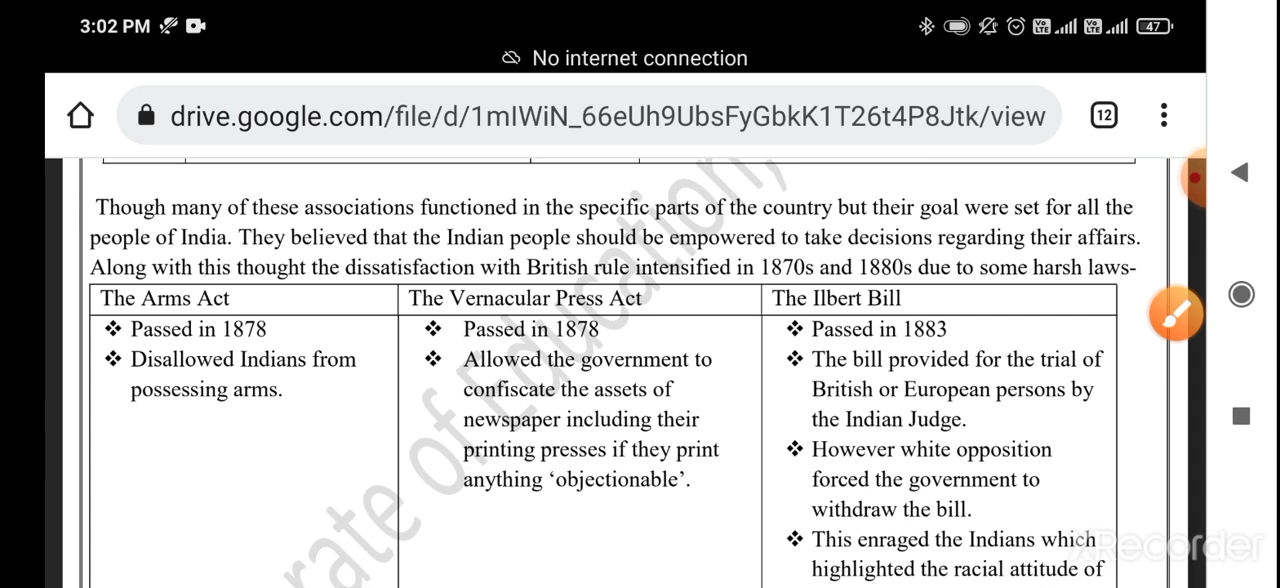 3:02 PM
47
No internet connection
drive.google.com/file/d/1mIWiN_66eUh9UbsFyGbkK1T26t4P8Jtk/view
12
Though many of these associations functioned in the specific parts of the country but their goal were set for all the
people of India. They believed that the Indian people should be empowered to take decisions regarding their affairs.
Along with this thought the dissatisfaction with British rule intensified in 1870s and 1880s due to some harsh laws-
The Arms Act
❖ Passed in 1878
❖ Disallowed Indians from
possessing arms.
The Vernacular Press Act
❖ Passed in 1878
❖ Allowed the government to
confiscate the assets of
newspaper including their
printing presses if they print
anything ‘objectionable’.
The Ilbert Bill
❖ Passed in 1883
❖ The bill provided for the trial of
British or European persons by
the Indian Judge.
❖ However white opposition
forced the government to
withdraw the bill.
❖ This enraged the Indians which
highlighted the racial attitude of
rate of Education,
XRecorder